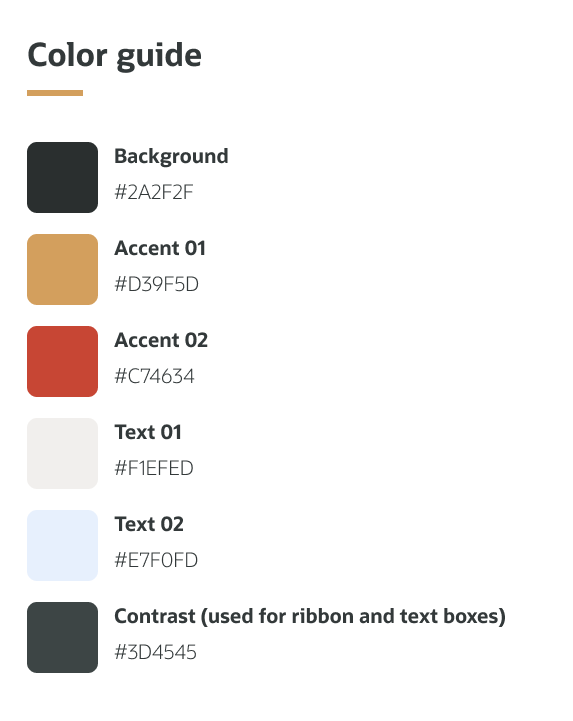 Color guide
Background
#2A2F2F
Accent 01
#D39F5D
Accent 02
#C74634
Text 01
#F1EFED
Text 02
#E7F0FD
Contrast (used for ribbon and text boxes)
#3D4545